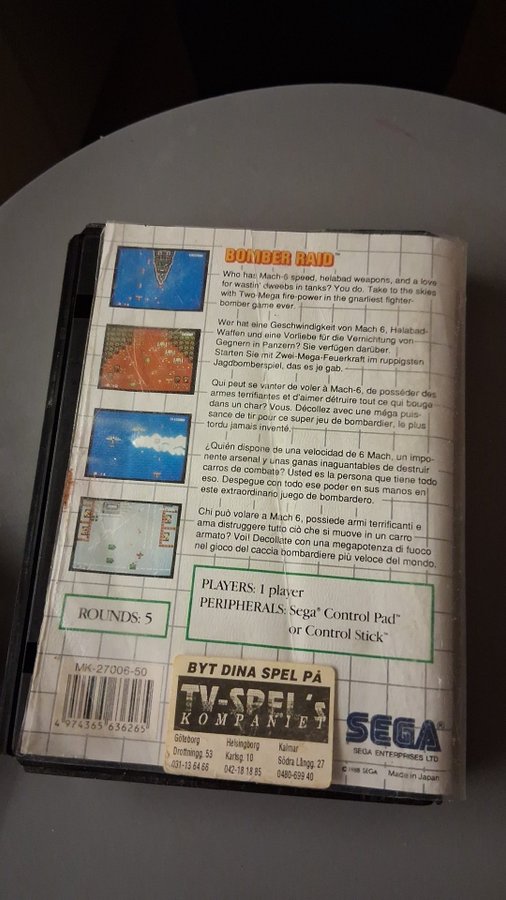 BOMBER RAID™
Who has Mach-6 speed, helabad weapons, and a love
for wastin' dweebs in tanks? You do. Take to the skies
with Two-Mega fire-power in the gnarliest fighter-
bomber game ever.
Wer hat eine Geschwindigkeit von Mach 6, Helabad-
Waffen und eine Vorliebe für die Vernichtung von
Gegnern in Panzern? Sie verfügen darüber.
Starten Sie mit Zwei-Mega-Feuerkraft im ruppigsten
Jagdbomberspiel, das es je gab.
Qui peut se vanter de voler à Mach-6, de posséder des
armes terrifiantes et d'aimer détruire tout ce qui bouge
dans un char? Vous. Décollez avec une méga puis-
sance de tir pour ce super jeu de bombardier, le plus
tordu jamais inventé.
¿Quién dispone de una velocidad de 6 Mach, un impo-
nente arsenal y unas ganas inaguantables de destruir
carros de combate? Usted es la persona que tiene todo
eso. Despegue con todo ese poder en sus manos en
este extraordinario juego de bombardero.
Chi può volare a Mach 6, possiede armi terrificanti e
ama distruggere tutto ciò che si muove in un carro
armato? Voi! Decollate con una megapotenza di fuoco
nel gioco del caccia bombardiere più veloce del mondo.
PLAYERS: 1 player
PERIPHERALS: Sega® Control Pad™
or Control Stick™
ROUNDS: 5
MK-27006-50
4 974365 636265
BYT DINA SPEL PÅ
TV-SPEL's
KOMPANIET
Göteborg
Drottningg. 53
031-13 64 66
Helsingborg
Karlsg. 10
042-18 18 85
Kalmar
Södra Långg. 27
0480-699 40
SEGA®
SEGA ENTERPRISES LTD
© 1988 SEGA Made in Japan